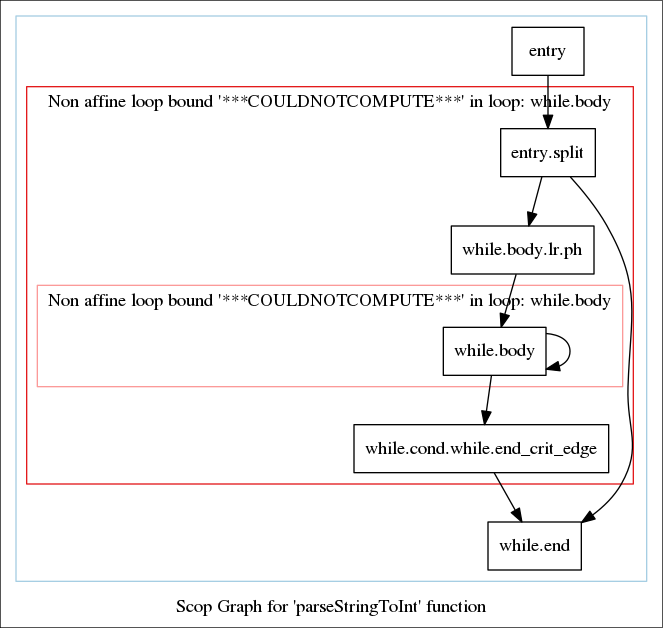 entry
Non affine loop bound '***COULDNOTCOMPUTE***' in loop: while.body
entry.split
while.body.lr.ph
Non affine loop bound '***COULDNOTCOMPUTE***' in loop: while.body
while.body
while.cond.while.end_crit_edge
while.end
Scop Graph for 'parseStringToInt' function